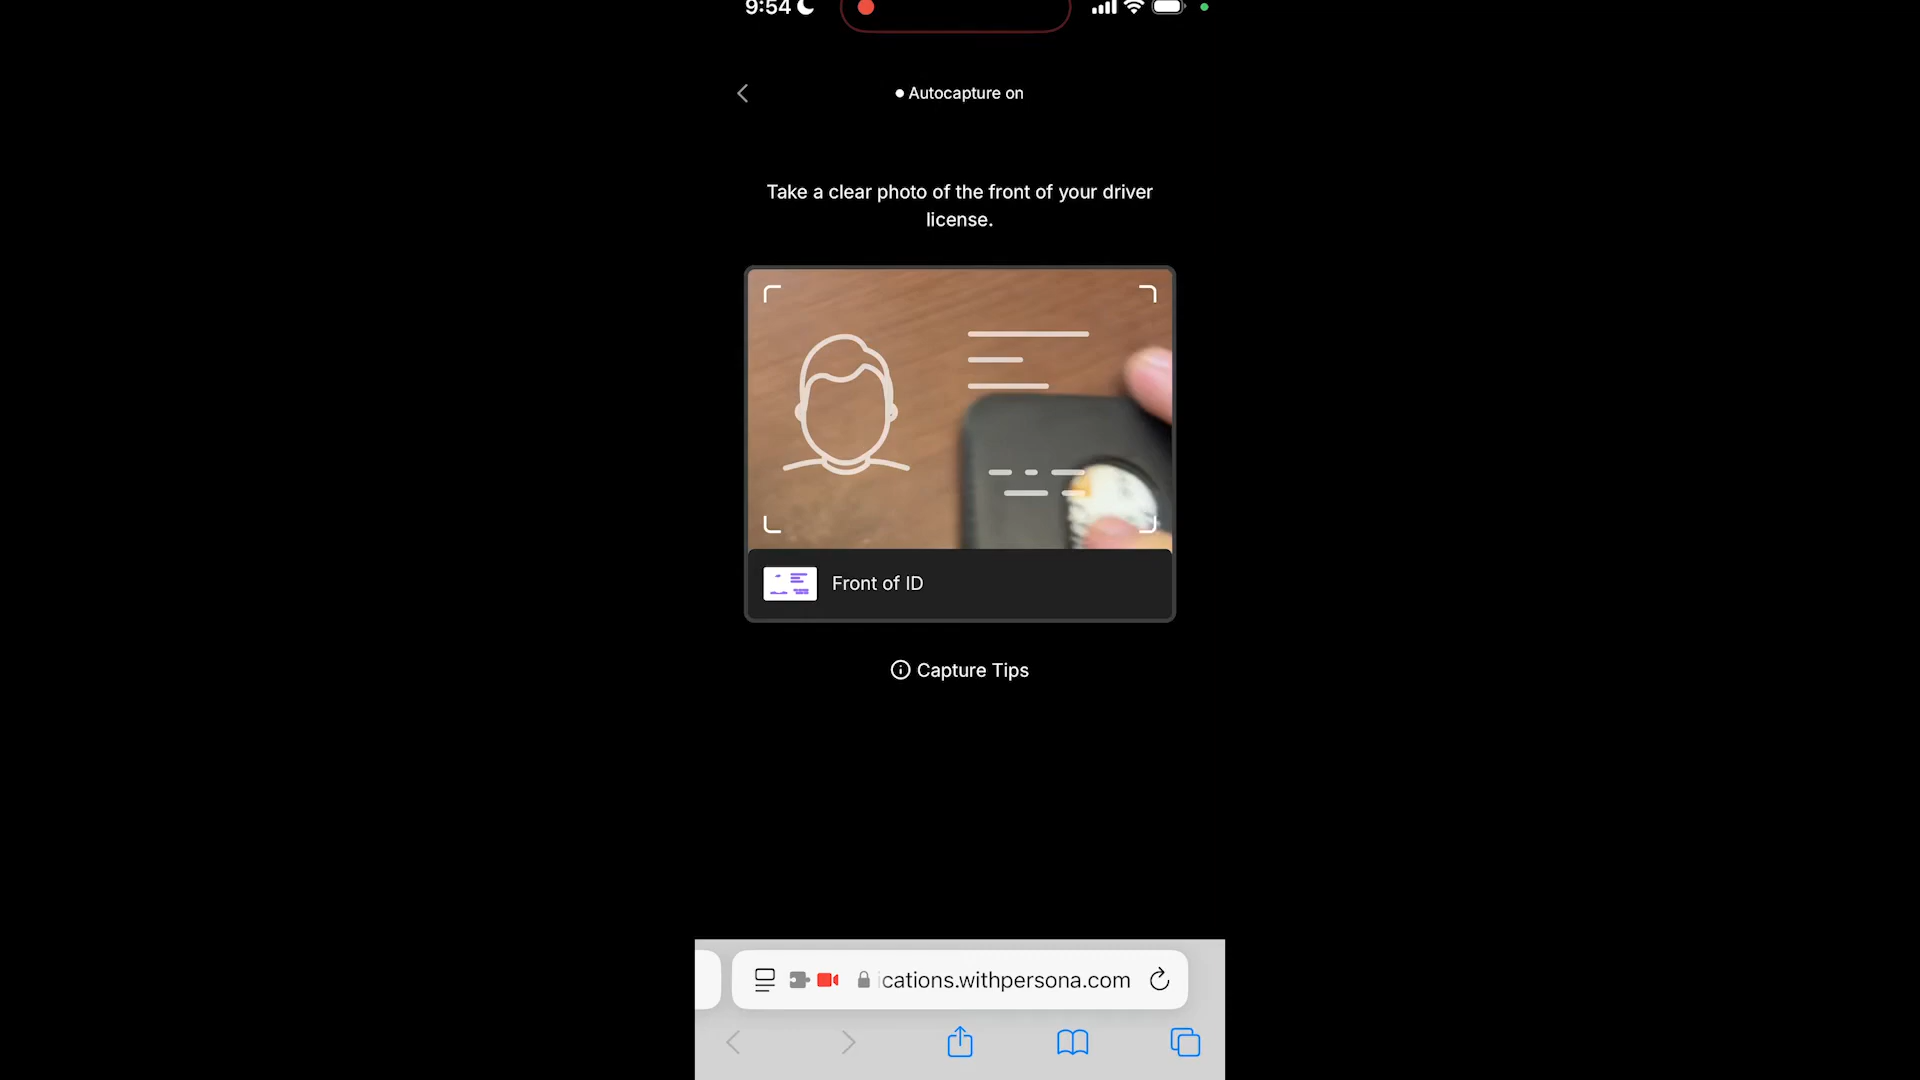 9:54
Autocapture on
Take a clear photo of the front of your driver
license.
Front of ID
Capture Tips
cations.withpersona.com